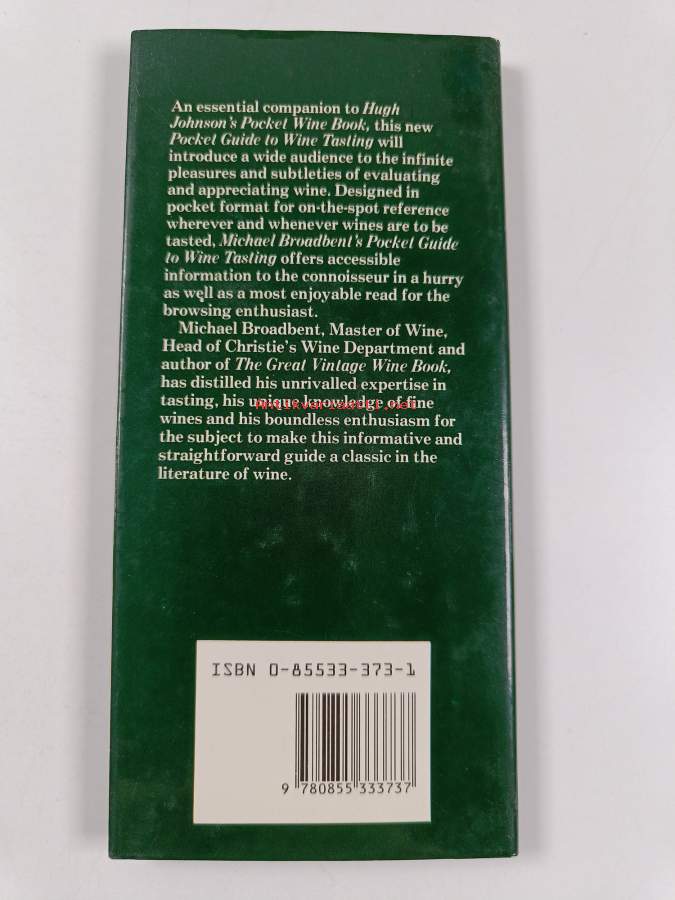 An essential companion to Hugh
Johnson's Pocket Wine Book, this new
Pocket Guide to Wine Tasting will
introduce a wide audience to the infinite
pleasures and subtleties of evaluating
and appreciating wine. Designed in
pocket format for on-the-spot reference
wherever and whenever wines are to be
tasted, Michael Broadbent's Pocket Guide
to Wine Tasting offers accessible
information to the connoisseur in a hurry
as well as a most enjoyable read for the
browsing enthusiast.
Michael Broadbent, Master of Wine,
Head of Christie's Wine Department and
author of The Great Vintage Wine Book,
has distilled his unrivalled expertise in
tasting, his unique knowledge of fine
Antikvariaatti.net
wines and his boundless enthusiasm for
the subject to make this informative and
straightforward guide a classic in the
literature of wine.
ISBN 0-85533-373-1
9 780855 333737